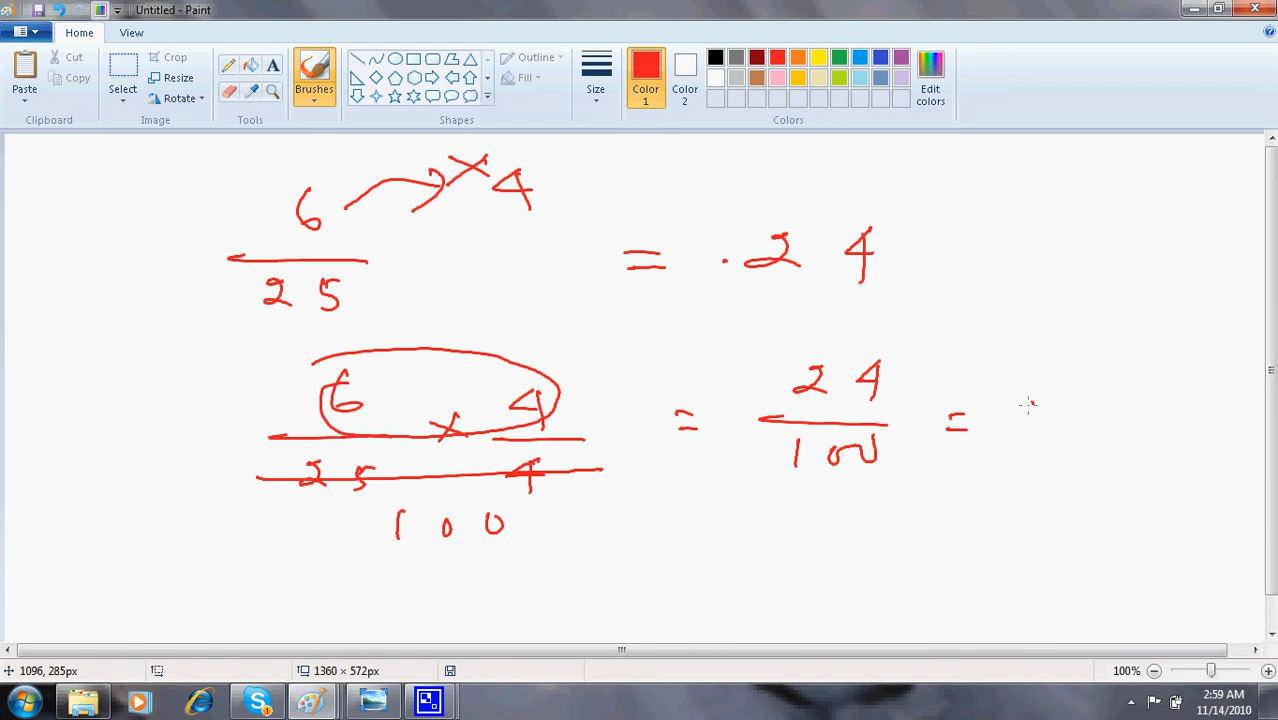 Untitled - Paint
Home View
Paste
Cut
Copy
Select
Crop
Resize
Rotate
A
Brushes
Outline
Fill
Size
Color 1
Color 2
Edit colors
Clipboard Image Tools Shapes Colors
6 × 4
25
= .24
6 × 4
25 4
100
= 24
100
=
1096, 285px
1360 × 572px
100%
2:59 AM
11/14/2010